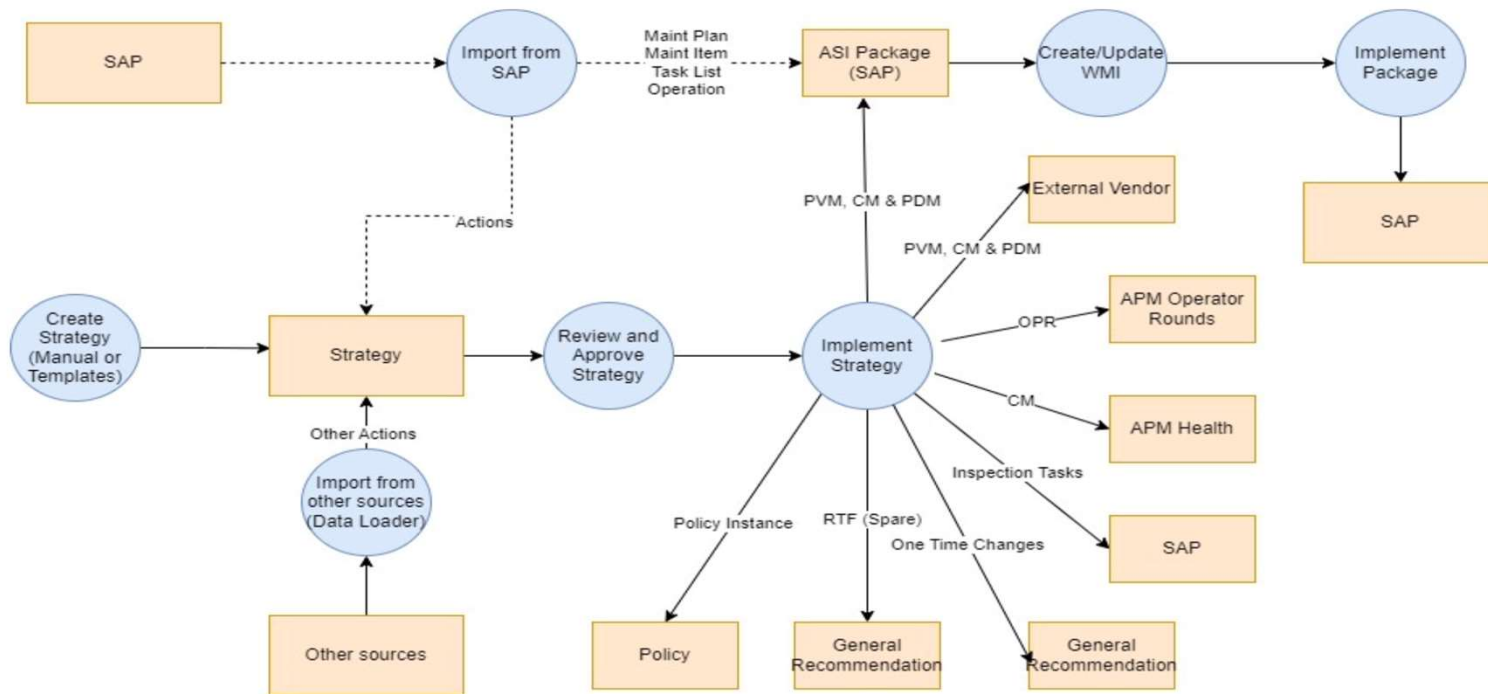 SAP
Import from
SAP
Maint Plan
Maint Item
Task List
Operation
ASI Package
(SAP)
Create/Update
WMI
Implement
Package
Actions
PVM, CM & PDM
External Vendor
PVM, CM & PDM
SAP
Create
Strategy
(Manual or
Templates)
Strategy
Review and
Approve
Strategy
Implement
Strategy
OPR
APM Operator
Rounds
CM
APM Health
Other Actions
Import from
other sources
(Data Loader)
Inspection Tasks
Policy Instance
RTF (Spare)
One Time Changes
SAP
Other sources
Policy
General
Recommendation
General
Recommendation